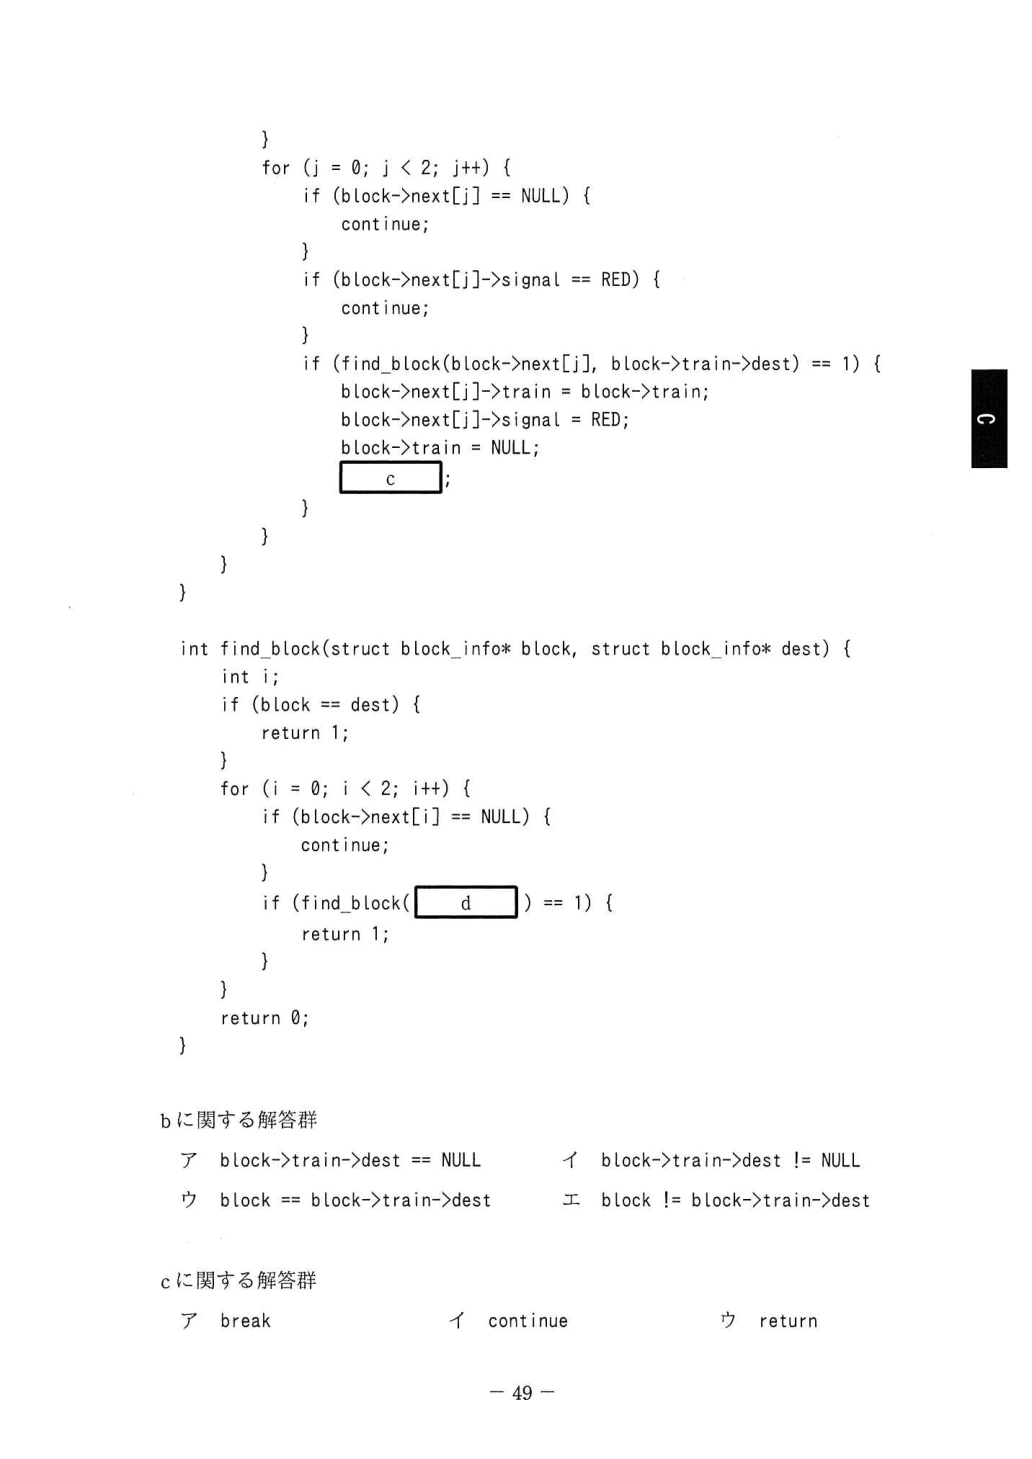 }
for (j = 0; j < 2; j++) {
if (block->next[j] == NULL) {
continue;
}
if (block->next[j]->signal == RED) {
continue;
}
if (find_block(block->next[j], block->train->dest) == 1) {
block->next[j]->train = block->train;
block->next[j]->signal = RED;
block->train = NULL;
c ;
}
}
}
}
int find_block(struct block_info* block, struct block_info* dest) {
int i;
if (block == dest) {
return 1;
}
for (i = 0; i < 2; i++) {
if (block->next[i] == NULL) {
continue;
}
if (find_block( d ) == 1) {
return 1;
}
}
return 0;
}
bに関する解答群
ア block->train->dest == NULL イ block->train->dest != NULL
ウ block == block->train->dest エ block != block->train->dest
cに関する解答群
ア break イ continue ウ return
― 49 ―
C